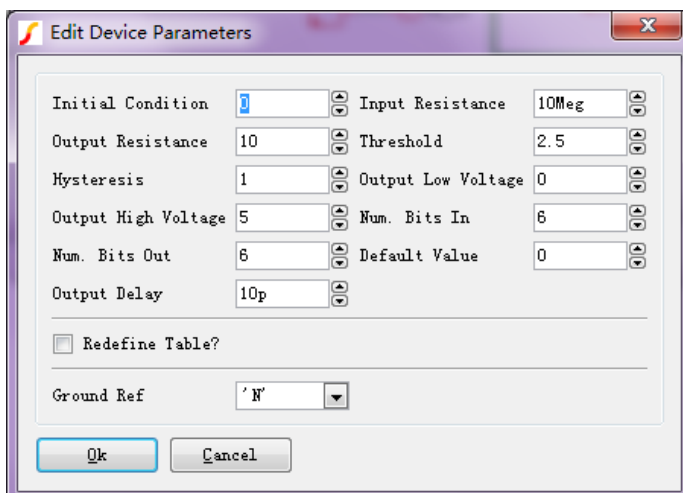 Edit Device Parameters
Initial Condition 0 Input Resistance 10Meg
Output Resistance 10 Threshold 2.5
Hysteresis 1 Output Low Voltage 0
Output High Voltage 5 Num. Bits In 6
Num. Bits Out 6 Default Value 0
Output Delay 10p
Redefine Table?
Ground Ref 'N'
Ok Cancel